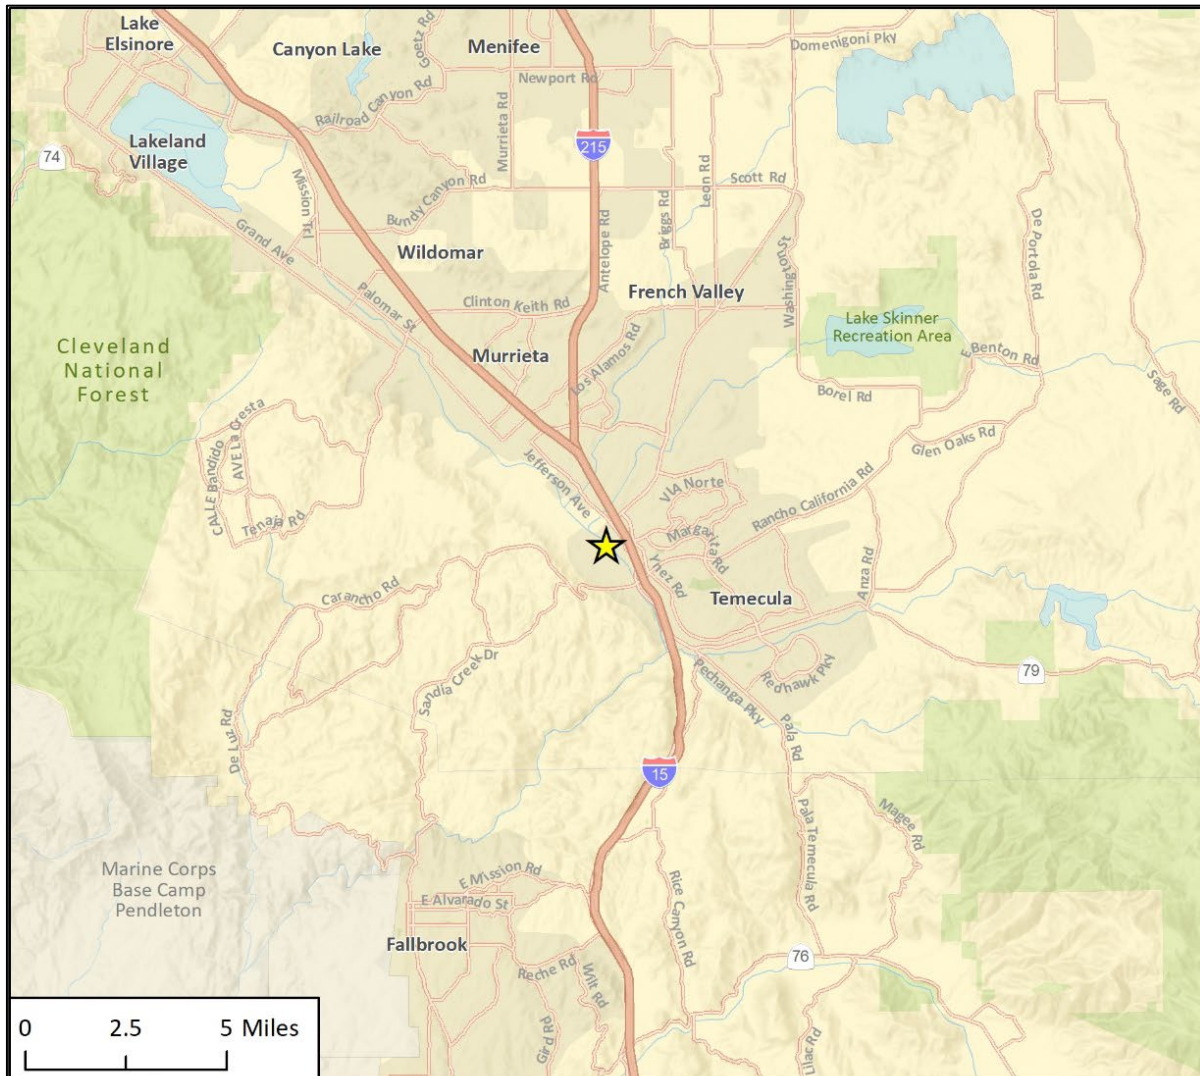 Lake
Elsinore
Canyon Lake
Goetz Rd
Menifee
Domenigoni Pky
Newport Rd
Railroad Canyon Rd
Murrieta Rd
Lakeland
Village
74
215
Mission Trl
Bundy Canyon Rd
Scott Rd
Leon Rd
Briggs Rd
Antelope Rd
Washington St
De Portola Rd
Grand Ave
Wildomar
Palomar St
Clinton Keith Rd
French Valley
Lake Skinner
Recreation Area
Cleveland
National
Forest
Murrieta
Los Alamos Rd
E Benton Rd
Sage Rd
Borel Rd
Glen Oaks Rd
CALLE Bandido
AVE La Cresta
Tenaja Rd
Jefferson Ave
VIA Norte
Rancho California Rd
Margarita Rd
Ynez Rd
Anza Rd
Carancho Rd
Temecula
Sandia Creek Dr
Redhawk Pky
Pechanga Pky
79
De Luz Rd
Pala Rd
15
Pala Temecula Rd
Magee Rd
Marine Corps
Base Camp
Pendleton
E Mission Rd
E Alvarado St
Rice Canyon Rd
Fallbrook
Reche Rd
Wilt Rd
76
Gird Rd
Lilac Rd
0 2.5 5 Miles